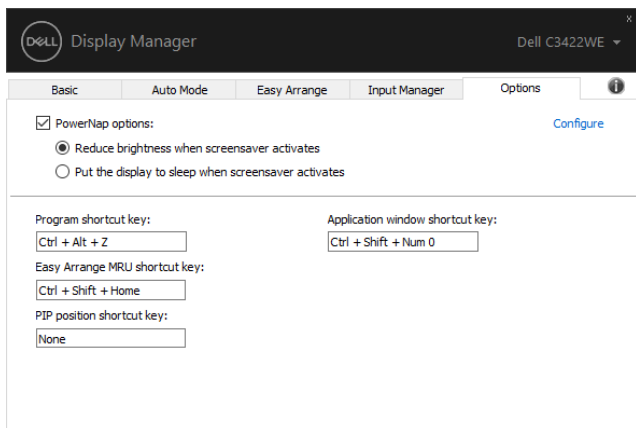 x
DELL Display Manager
Dell C3422WE
Basic Auto Mode Easy Arrange Input Manager Options i
PowerNap options: Configure
Reduce brightness when screensaver activates
Put the display to sleep when screensaver activates
Program shortcut key: Application window shortcut key:
Ctrl + Alt + Z Ctrl + Shift + Num 0
Easy Arrange MRU shortcut key:
Ctrl + Shift + Home
PIP position shortcut key:
None